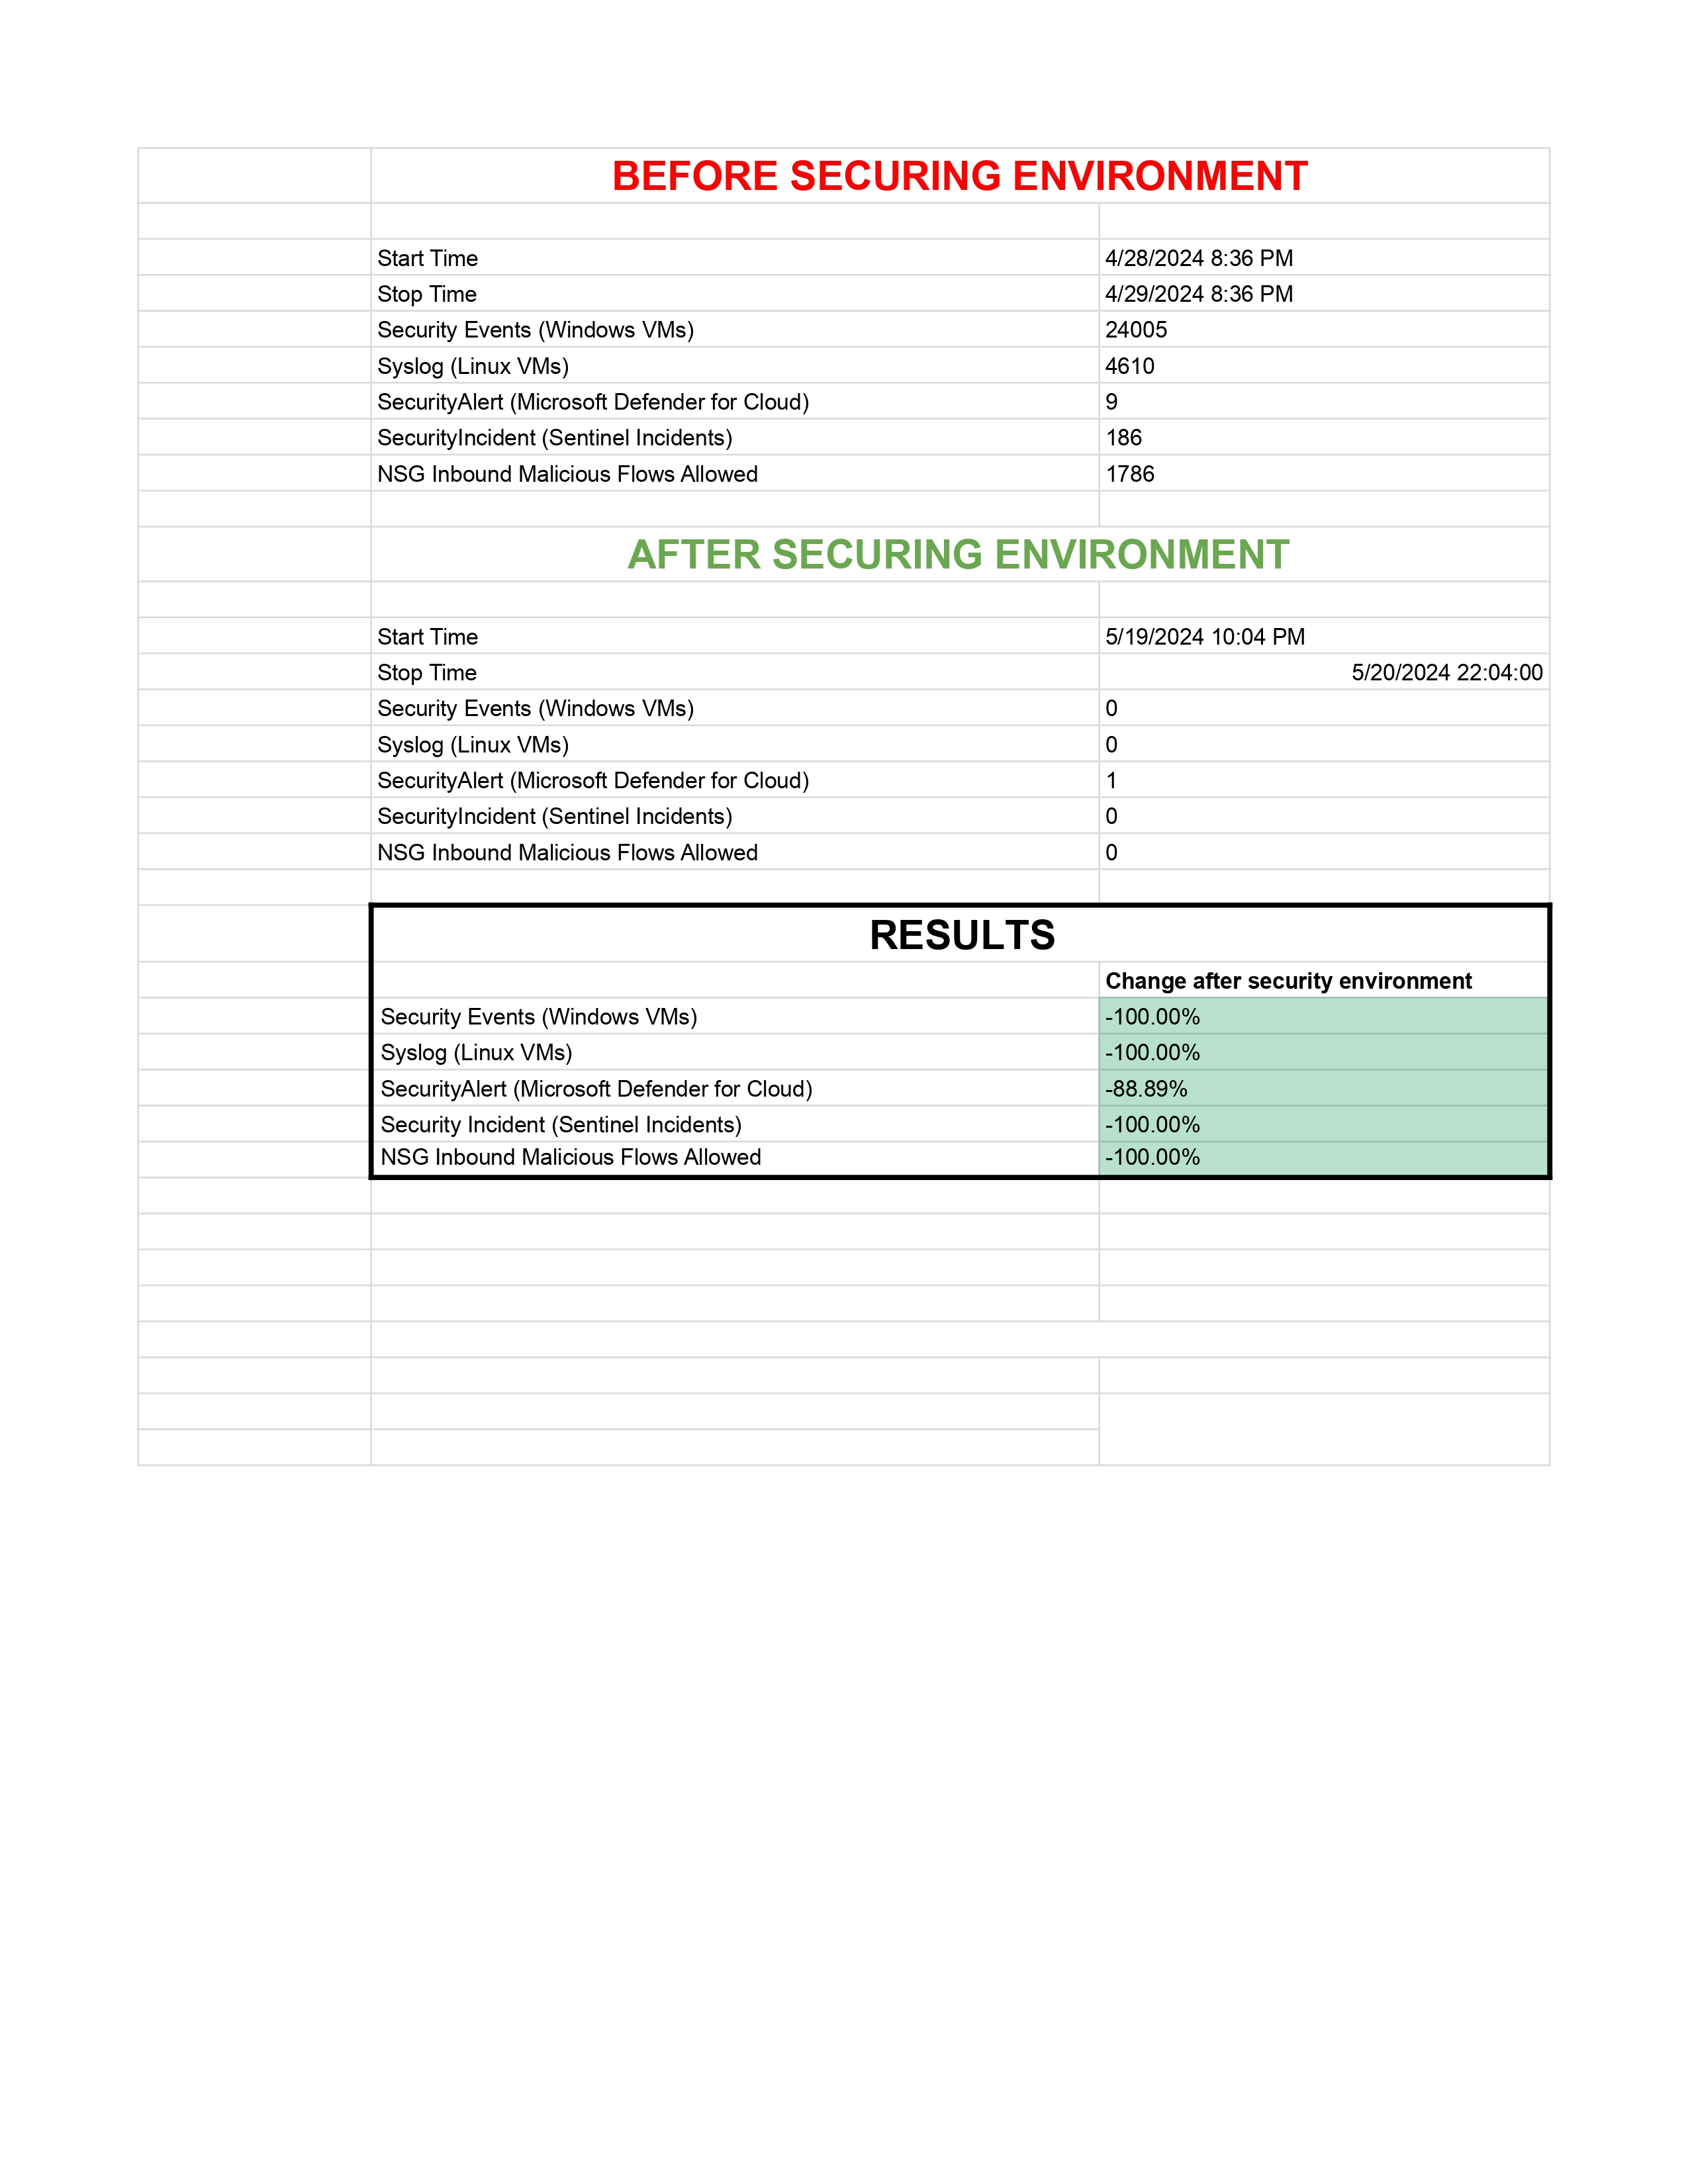 BEFORE SECURING ENVIRONMENT
Start Time 4/28/2024 8:36 PM
Stop Time 4/29/2024 8:36 PM
Security Events (Windows VMs) 24005
Syslog (Linux VMs) 4610
SecurityAlert (Microsoft Defender for Cloud) 9
SecurityIncident (Sentinel Incidents) 186
NSG Inbound Malicious Flows Allowed 1786
AFTER SECURING ENVIRONMENT
Start Time 5/19/2024 10:04 PM
Stop Time 5/20/2024 22:04:00
Security Events (Windows VMs) 0
Syslog (Linux VMs) 0
SecurityAlert (Microsoft Defender for Cloud) 1
SecurityIncident (Sentinel Incidents) 0
NSG Inbound Malicious Flows Allowed 0
RESULTS
Change after security environment
Security Events (Windows VMs) -100.00%
Syslog (Linux VMs) -100.00%
SecurityAlert (Microsoft Defender for Cloud) -88.89%
Security Incident (Sentinel Incidents) -100.00%
NSG Inbound Malicious Flows Allowed -100.00%